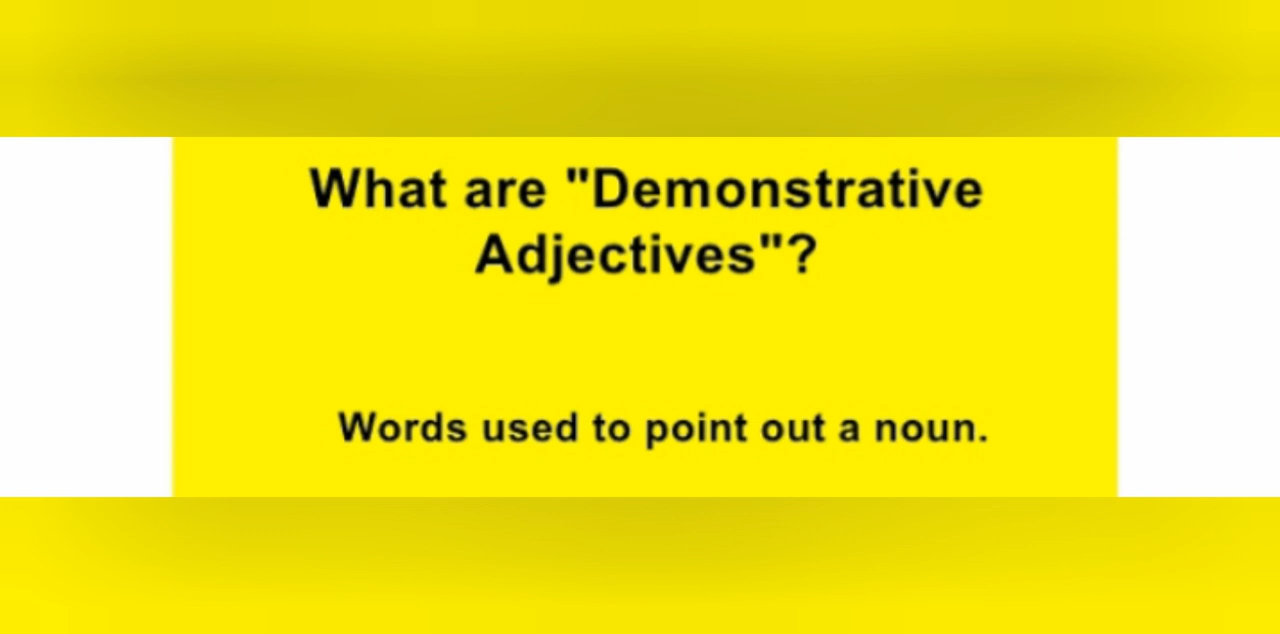 What are "Demonstrative
Adjectives"?
Words used to point out a noun.